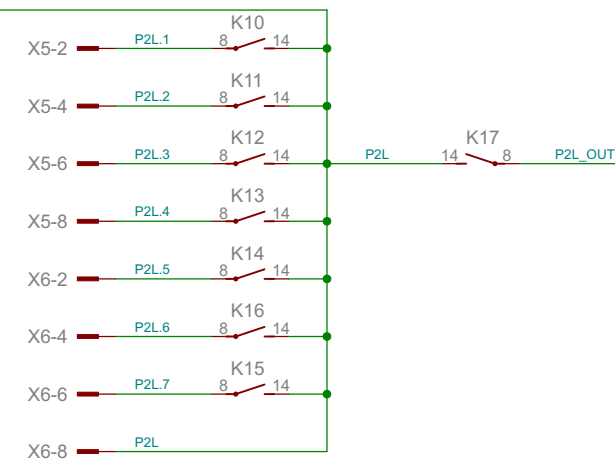 K10
X5-2 P2L.1 8 14
K11
X5-4 P2L.2 8 14
K12 K17
X5-6 P2L.3 8 14 P2L 14 8 P2L_OUT
K13
X5-8 P2L.4 8 14
K14
X6-2 P2L.5 8 14
K16
X6-4 P2L.6 8 14
K15
X6-6 P2L.7 8 14
X6-8 P2L